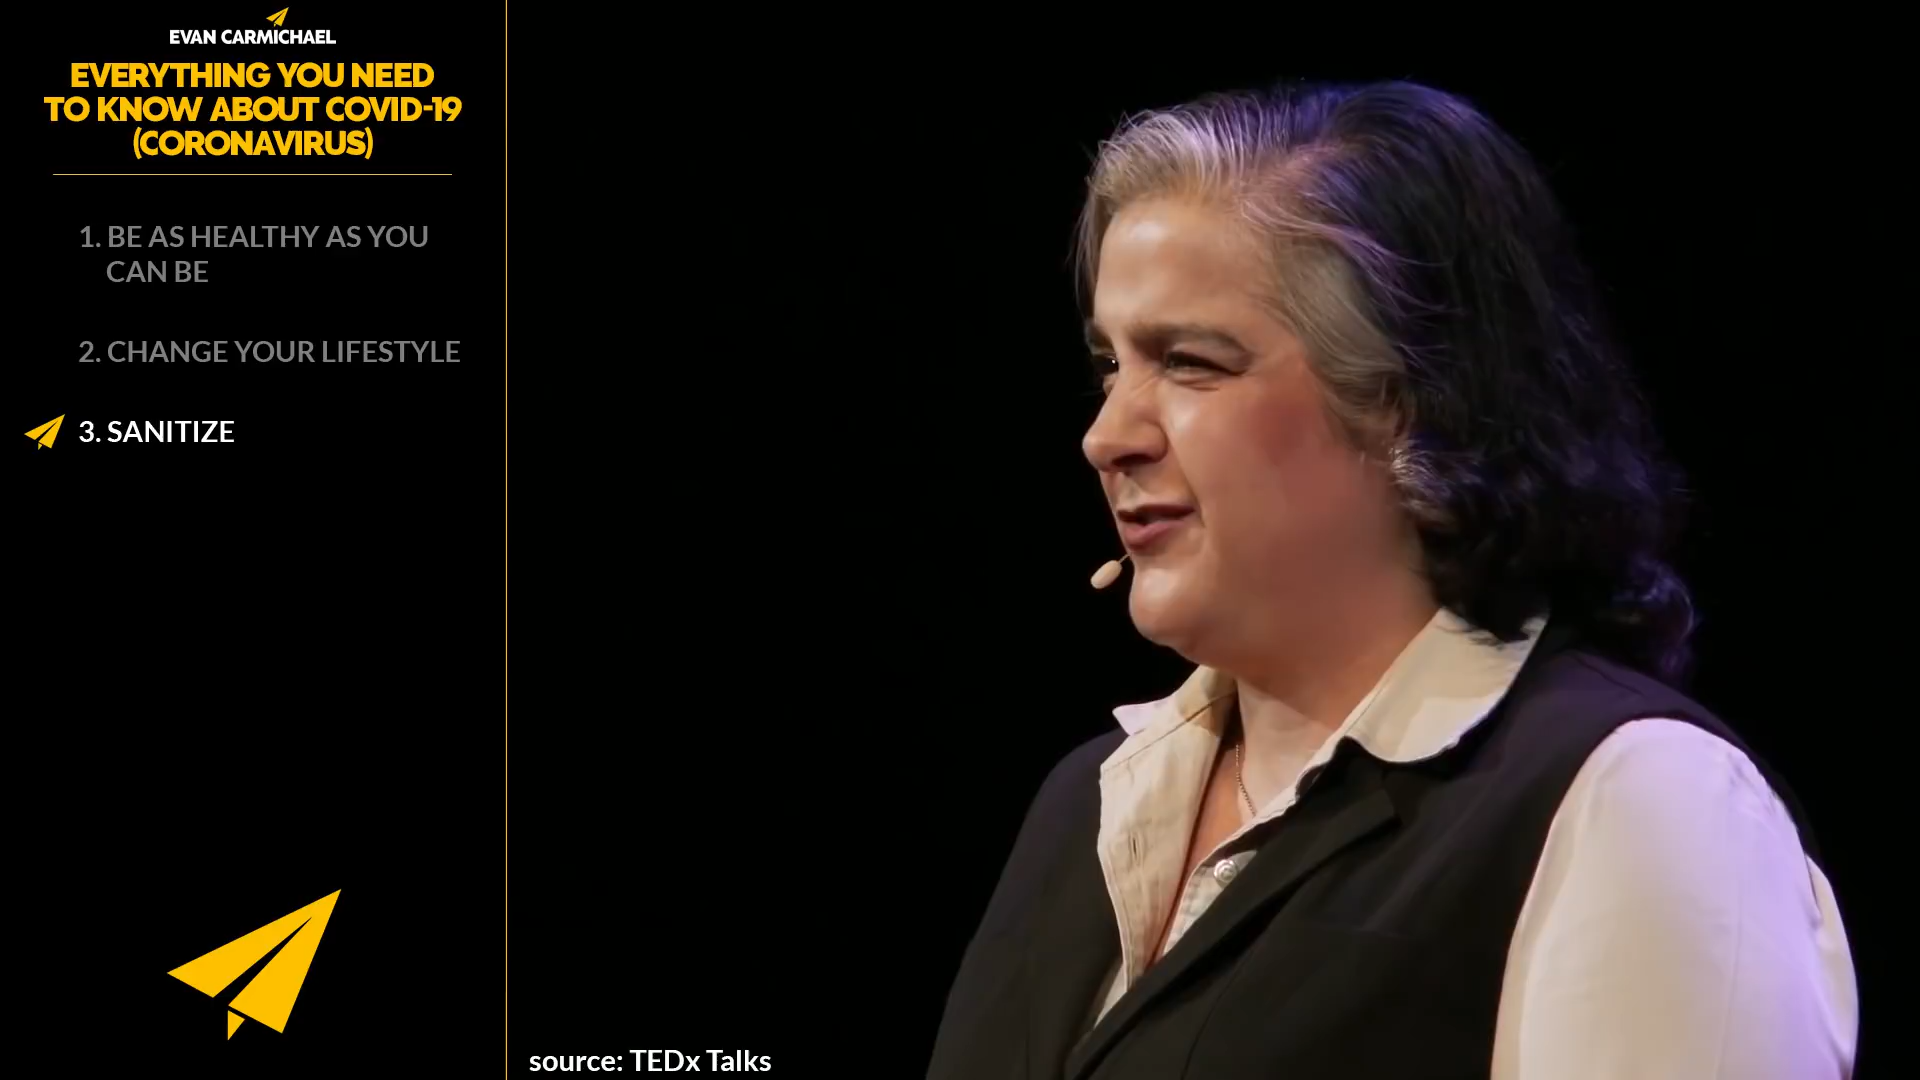 EVAN CARMICHAEL
EVERYTHING YOU NEED
TO KNOW ABOUT COVID-19
(CORONAVIRUS)
1. BE AS HEALTHY AS YOU
CAN BE
2. CHANGE YOUR LIFESTYLE
3. SANITIZE
source: TEDx Talks